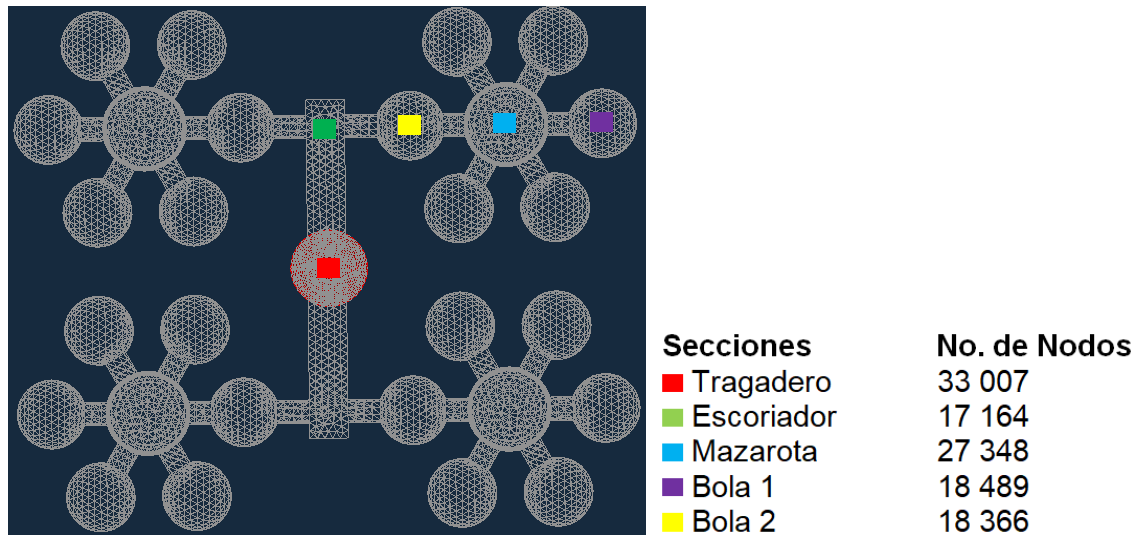 Secciones No. de Nodos
Tragadero 33 007
Escoriador 17 164
Mazarota 27 348
Bola 1 18 489
Bola 2 18 366